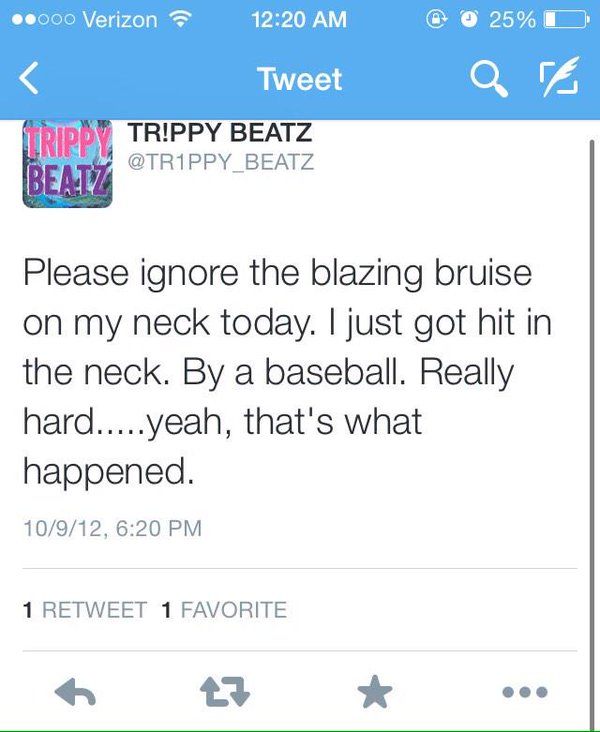 Verizon 12:20 AM 25%
Tweet
TRIPPY
BEATZ
TR!PPY BEATZ
@TR1PPY_BEATZ
Please ignore the blazing bruise
on my neck today. I just got hit in
the neck. By a baseball. Really
hard.....yeah, that's what
happened.
10/9/12, 6:20 PM
1 RETWEET 1 FAVORITE